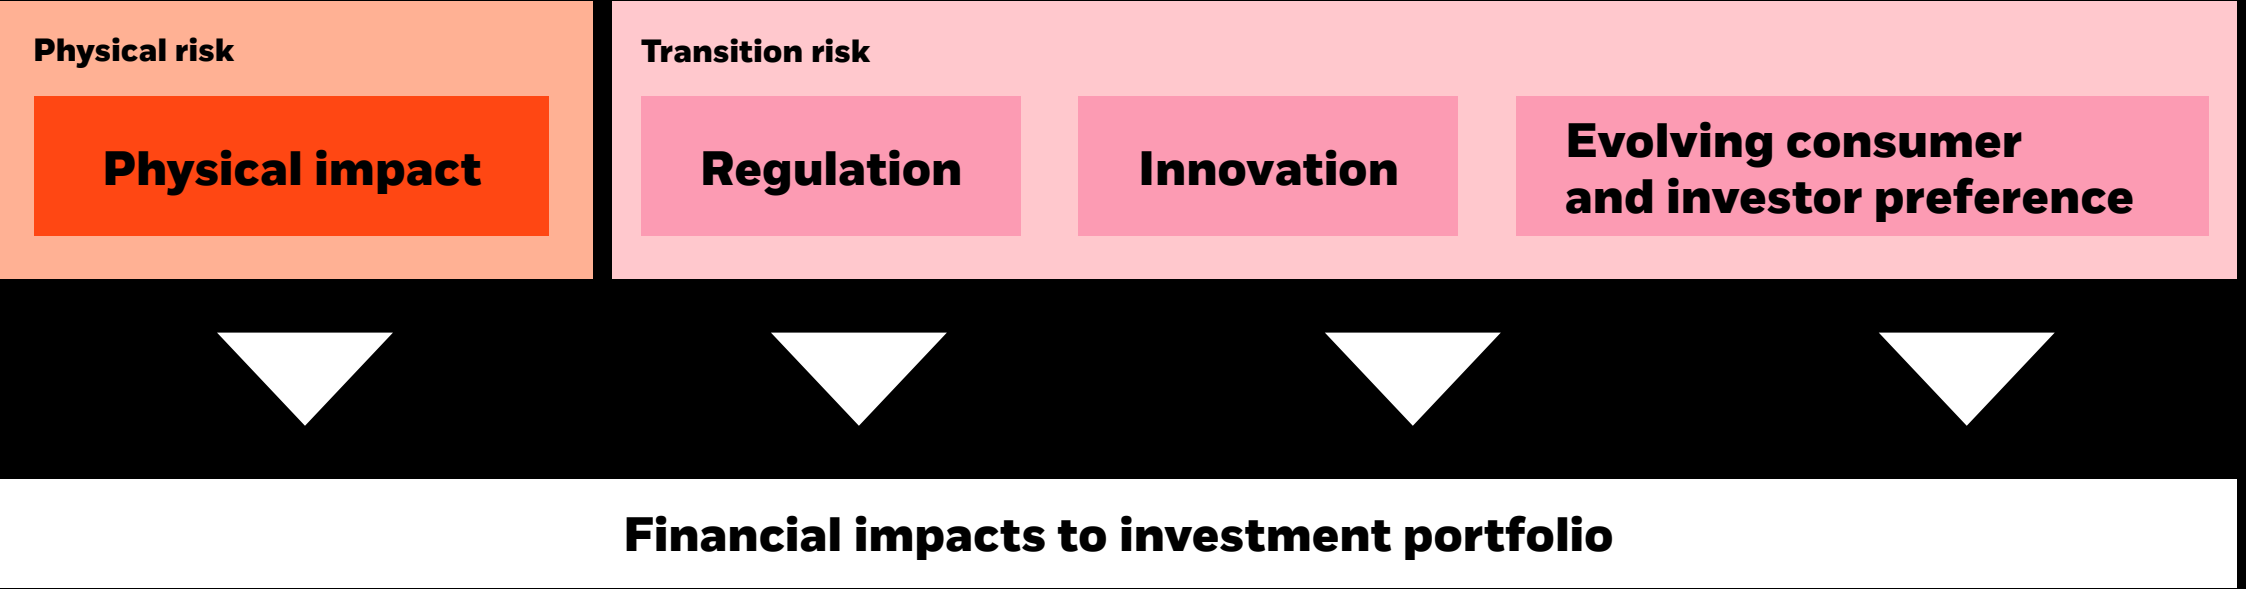 Physical risk
Physical impact
Transition risk
Regulation
Innovation
Evolving consumer
and investor preference
Financial impacts to investment portfolio